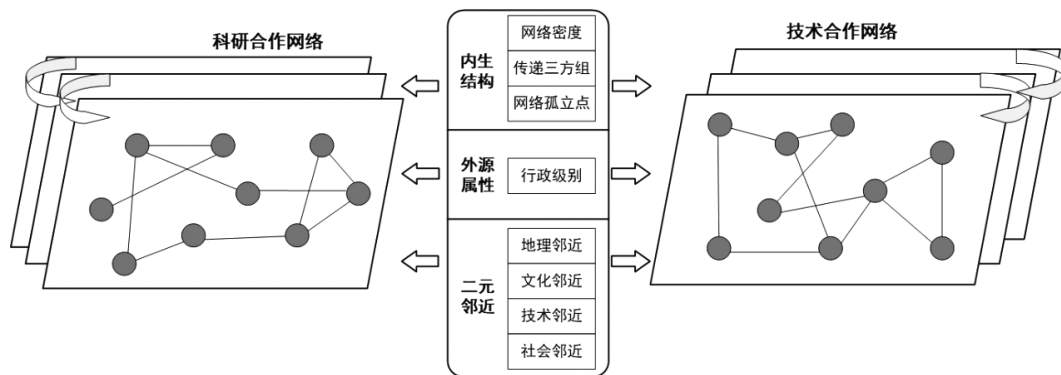 科研合作网络
内生
结构
网络密度
传递三方组
网络孤立点
外源
属性
行政级别
二元
邻近
地理邻近
文化邻近
技术邻近
社会邻近
技术合作网络